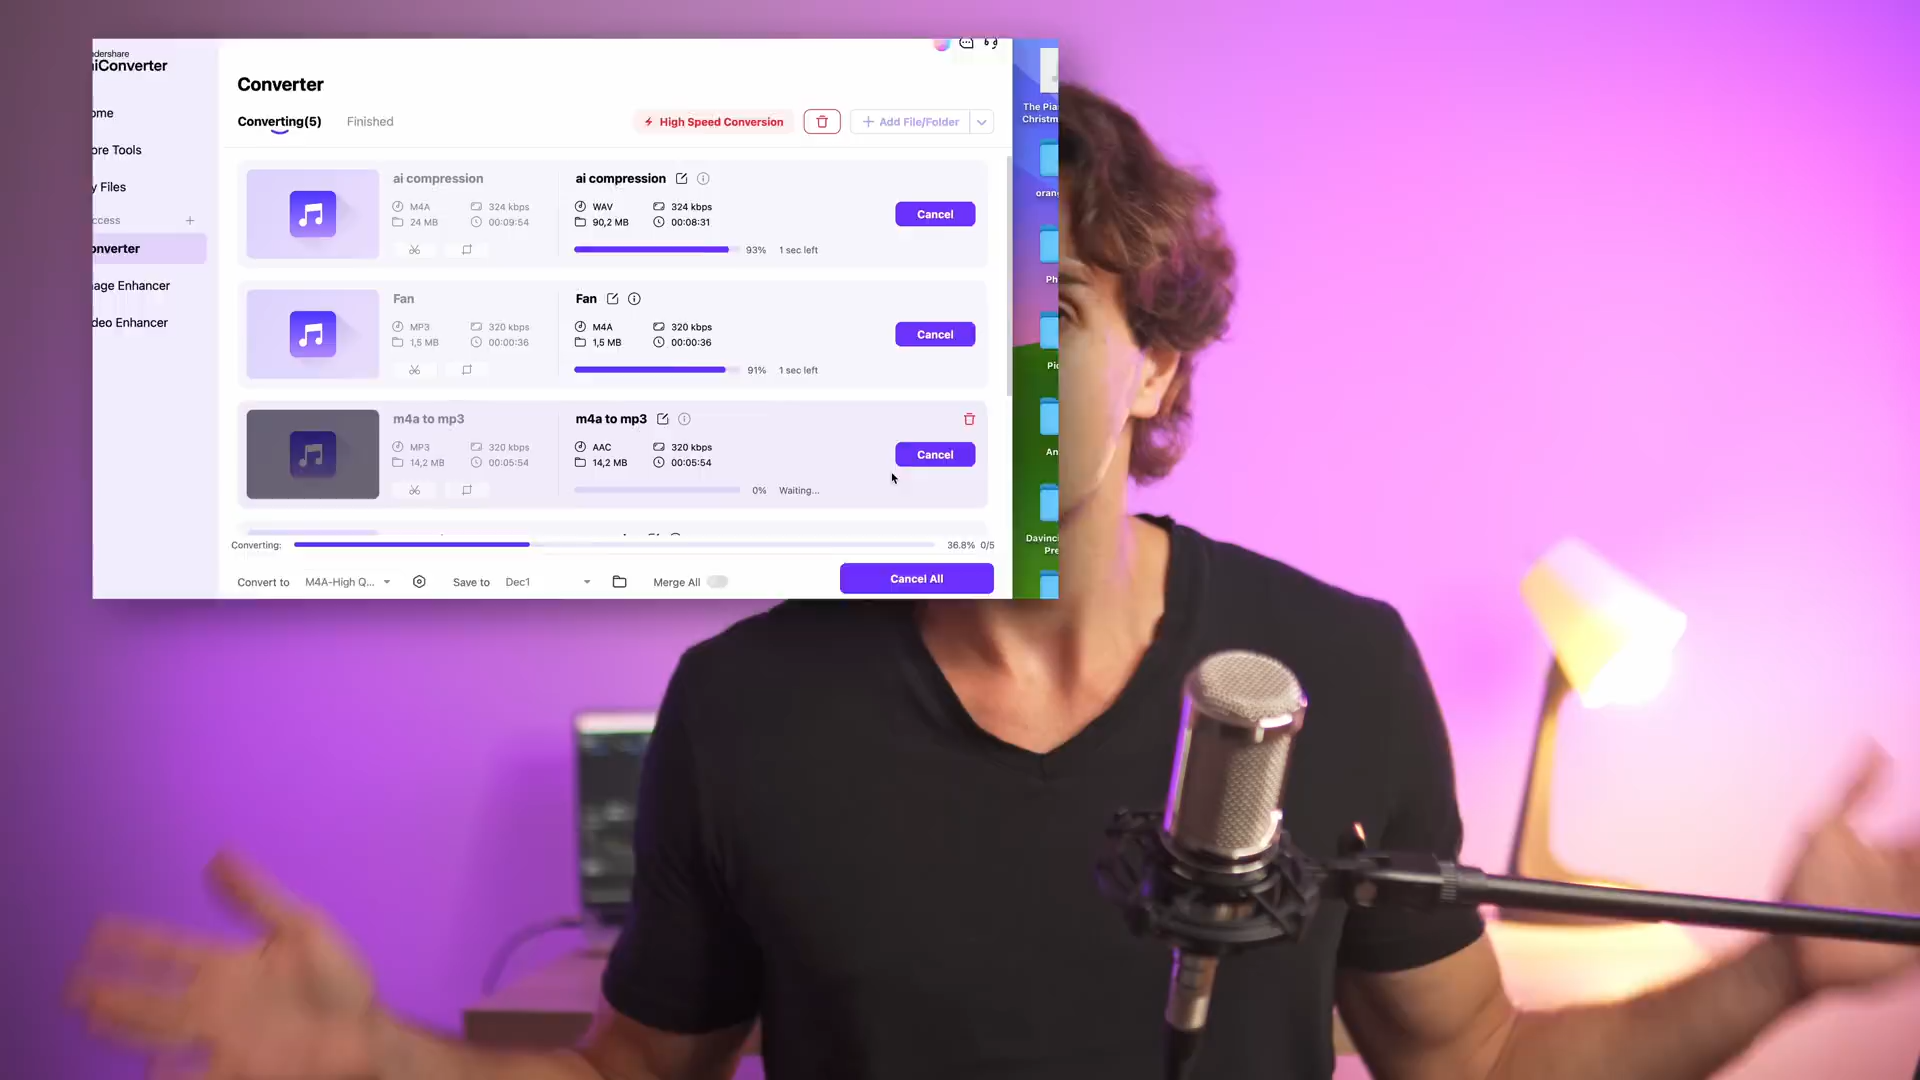 ndershare
niConverter
ome
ore Tools
y Files
ccess
onverter
age Enhancer
deo Enhancer
Converter
Converting(5)
Finished
High Speed Conversion
Add File/Folder
ai compression
M4A
324 kbps
24 MB
00:09:54
ai compression
WAV
324 kbps
90,2 MB
00:08:31
93%
1 sec left
Cancel
Fan
MP3
320 kbps
1,5 MB
00:00:36
Fan
M4A
320 kbps
1,5 MB
00:00:36
91%
1 sec left
Cancel
m4a to mp3
MP3
320 kbps
14,2 MB
00:05:54
m4a to mp3
AAC
320 kbps
14,2 MB
00:05:54
0%
Waiting...
Cancel
Converting:
36.8% 0/5
Convert to
M4A-High Q...
Save to
Dec1
Merge All
Cancel All
The Pia
Christm
oran
Ph
Pic
An
Davinci
Pre